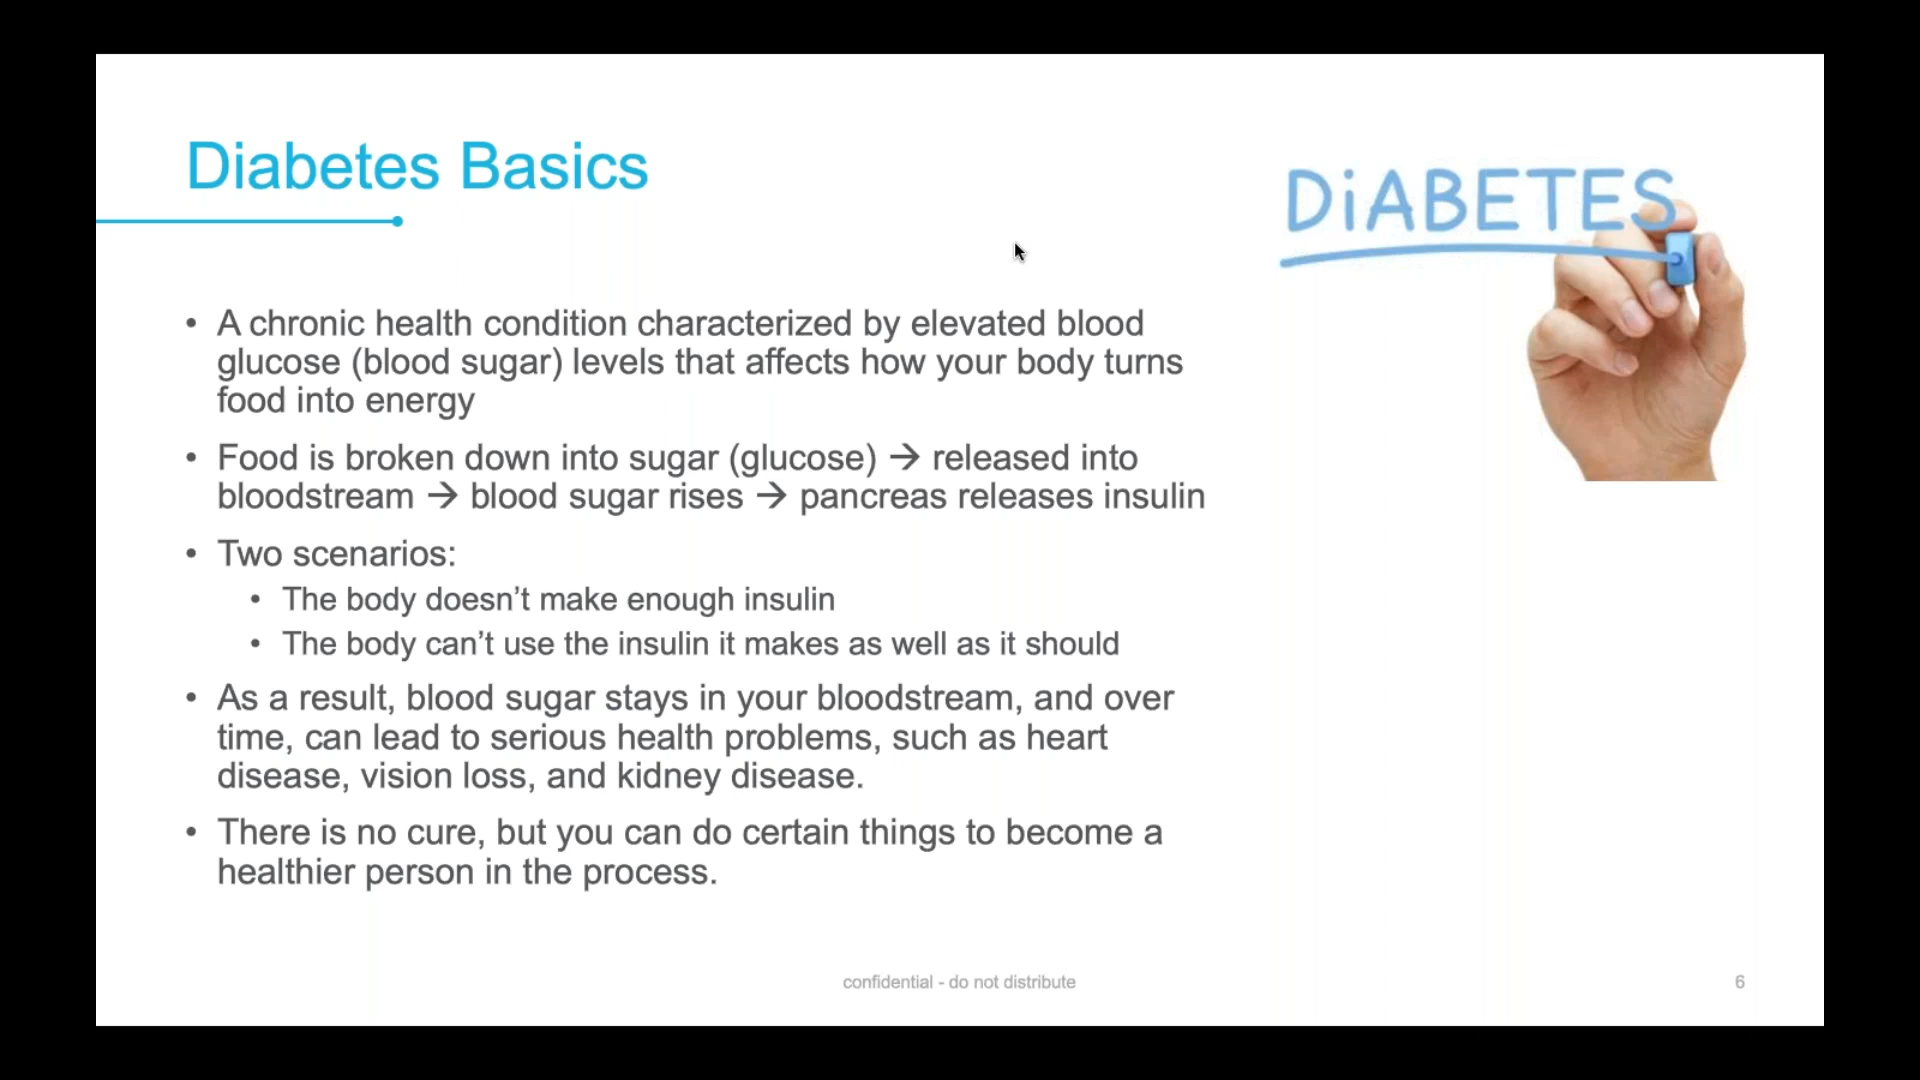 Diabetes Basics
DiABETES
• A chronic health condition characterized by elevated blood
glucose (blood sugar) levels that affects how your body turns
food into energy
• Food is broken down into sugar (glucose) → released into
bloodstream → blood sugar rises → pancreas releases insulin
• Two scenarios:
• The body doesn’t make enough insulin
• The body can’t use the insulin it makes as well as it should
• As a result, blood sugar stays in your bloodstream, and over
time, can lead to serious health problems, such as heart
disease, vision loss, and kidney disease.
• There is no cure, but you can do certain things to become a
healthier person in the process.
confidential - do not distribute
6